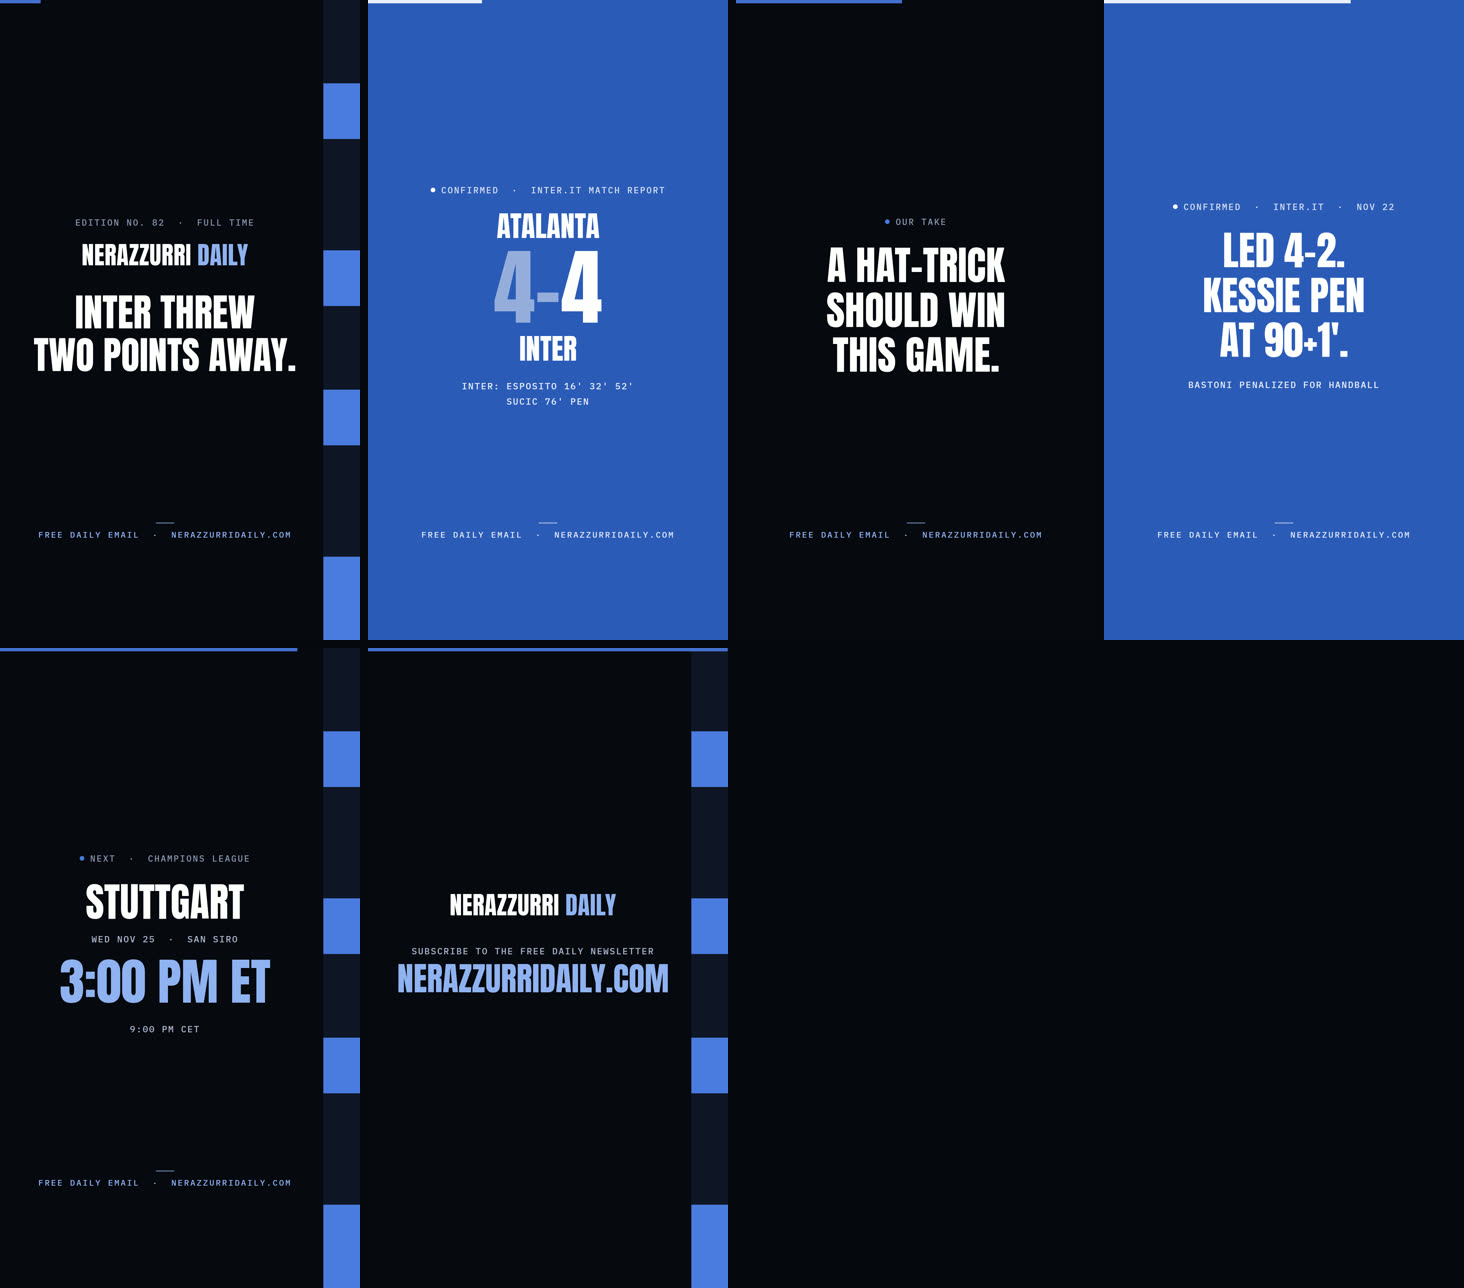 EDITION NO. 82 · FULL TIME
NERAZZURRI DAILY
INTER THREW
TWO POINTS AWAY.
FREE DAILY EMAIL · NERAZZURRIDAILY.COM
CONFIRMED · INTER.IT MATCH REPORT
ATALANTA
4-4
INTER
INTER: ESPOSITO 16' 32' 52'
SUCIC 76' PEN
FREE DAILY EMAIL · NERAZZURRIDAILY.COM
OUR TAKE
A HAT-TRICK
SHOULD WIN
THIS GAME.
FREE DAILY EMAIL · NERAZZURRIDAILY.COM
CONFIRMED · INTER.IT · NOV 22
LED 4-2.
KESSIE PEN
AT 90+1'.
BASTONI PENALIZED FOR HANDBALL
FREE DAILY EMAIL · NERAZZURRIDAILY.COM
NEXT · CHAMPIONS LEAGUE
STUTTGART
WED NOV 25 · SAN SIRO
3:00 PM ET
9:00 PM CET
FREE DAILY EMAIL · NERAZZURRIDAILY.COM
NERAZZURRI DAILY
SUBSCRIBE TO THE FREE DAILY NEWSLETTER
NERAZZURRIDAILY.COM